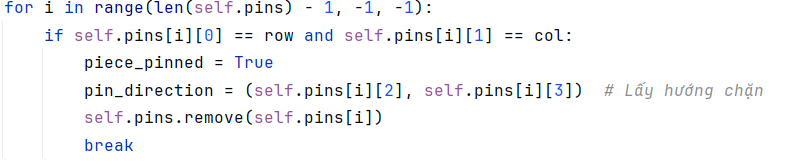 for i in range(len(self.pins) - 1, -1, -1):
    if self.pins[i][0] == row and self.pins[i][1] == col:
        piece_pinned = True
        pin_direction = (self.pins[i][2], self.pins[i][3])  # Lấy hướng chặn
        self.pins.remove(self.pins[i])
        break